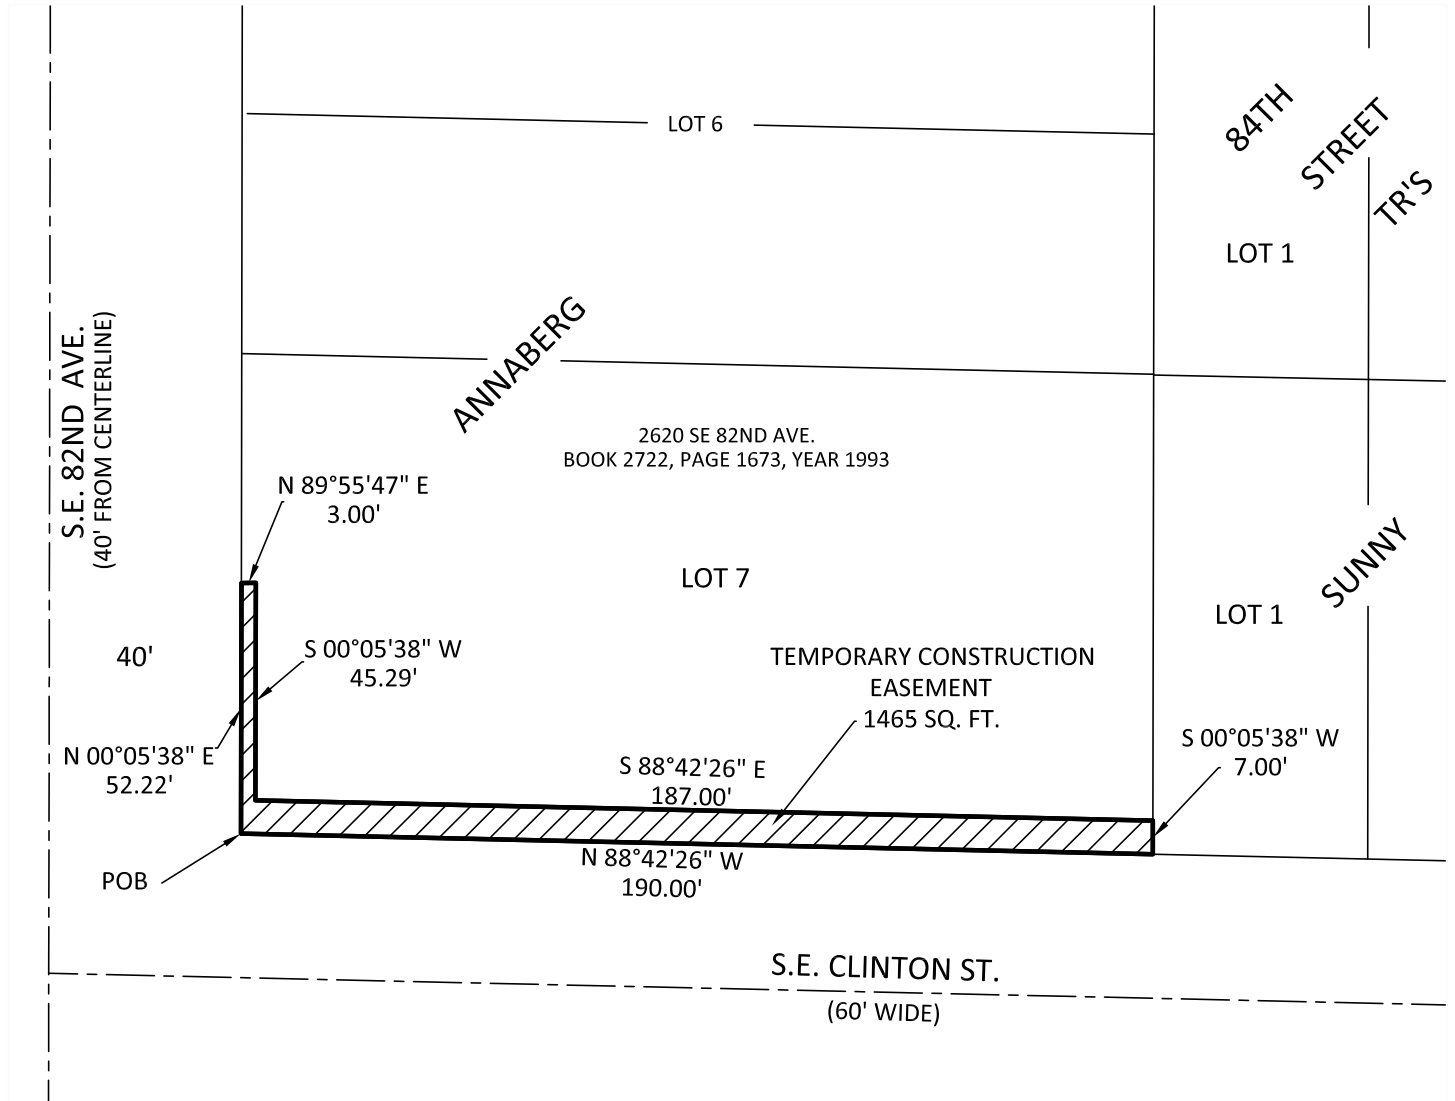 84TH
STREET
TR'S
LOT 6
LOT 1
ANNABERG
S.E. 82ND AVE.
(40' FROM CENTERLINE)
2620 SE 82ND AVE.
BOOK 2722, PAGE 1673, YEAR 1993
N 89°55'47" E
3.00'
LOT 7
SUNNY
LOT 1
40'
S 00°05'38" W
45.29'
TEMPORARY CONSTRUCTION
EASEMENT
1465 SQ. FT.
N 00°05'38" E
52.22'
S 88°42'26" E
187.00'
S 00°05'38" W
7.00'
N 88°42'26" W
190.00'
POB
S.E. CLINTON ST.
(60' WIDE)